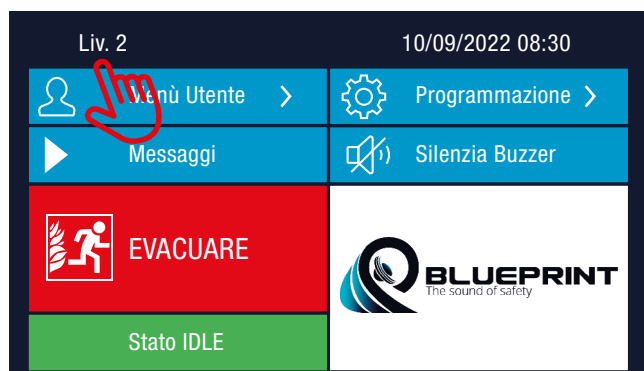 Liv. 2 10/09/2022 08:30
Menù Utente Programmazione
Messaggi Silenzia Buzzer
EVACUARE
BLUEPRINT
The sound of safety
Stato IDLE